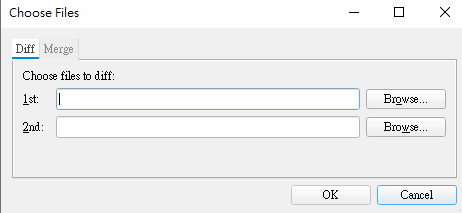 Choose Files
Diff Merge
Choose files to diff:
1st: Browse...
2nd: Browse...
OK Cancel